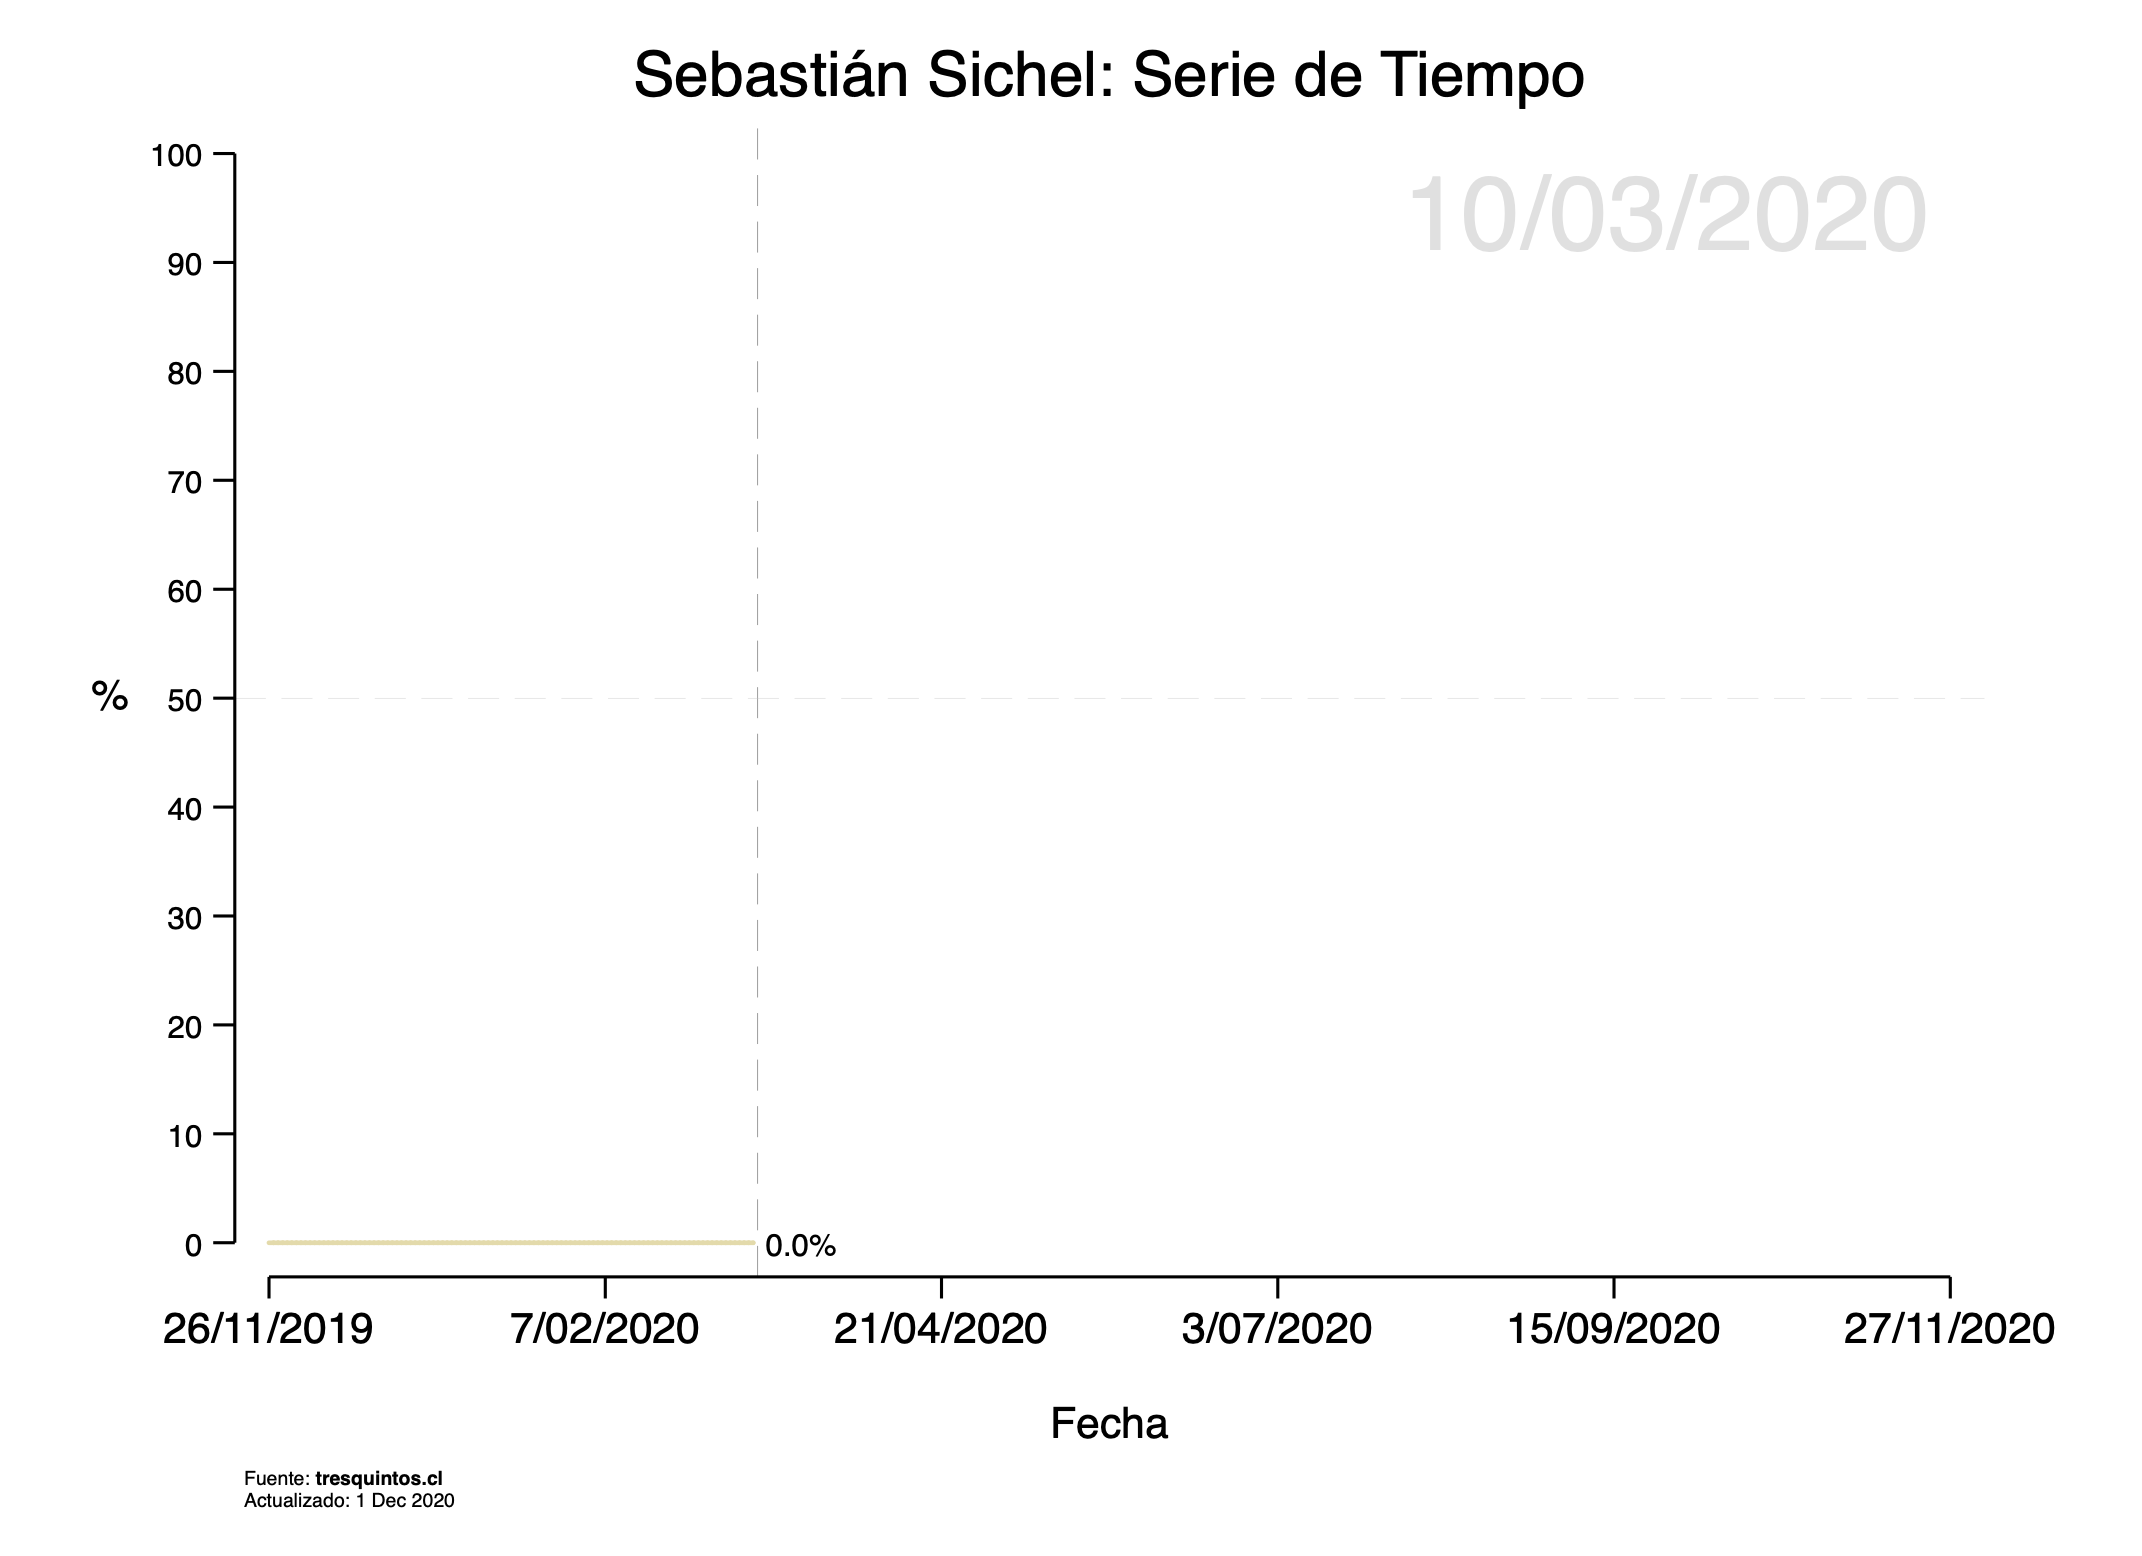 Sebastián Sichel: Serie de Tiempo
10/03/2020
100
90
80
70
60
% 50
40
30
20
10
0
0.0%
26/11/2019 7/02/2020 21/04/2020 3/07/2020 15/09/2020 27/11/2020
Fecha
Fuente: tresquintos.cl
Actualizado: 1 Dec 2020